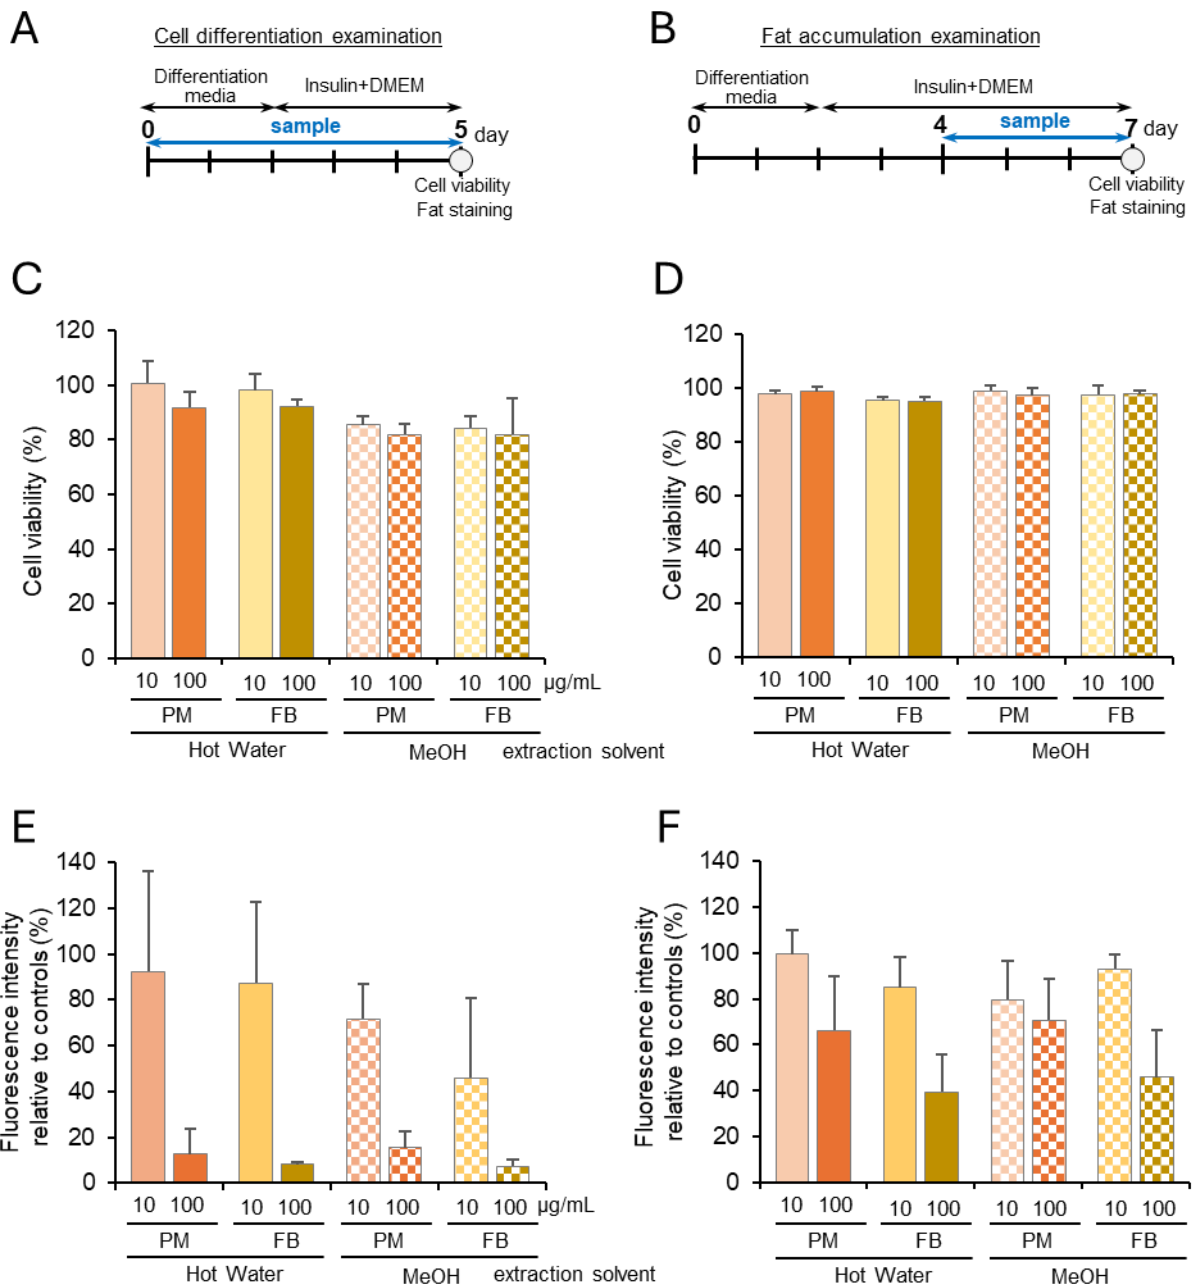 A
Cell differentiation examination
Differentiation media
Insulin+DMEM
0
sample
5 day
Cell viability
Fat staining
B
Fat accumulation examination
Differentiation media
Insulin+DMEM
0
4
sample
7 day
Cell viability
Fat staining
C
Cell viability (%)
120
100
80
60
40
20
0
10 100 10 100 10 100 10 100 µg/mL
PM FB PM FB
Hot Water MeOH extraction solvent
D
Cell viability (%)
120
100
80
60
40
20
0
10 100 10 100 10 100 10 100
PM FB PM FB
Hot Water MeOH
E
Fluorescence intensity
relative to controls (%)
140
120
100
80
60
40
20
0
10 100 10 100 10 100 10 100 µg/mL
PM FB PM FB
Hot Water MeOH extraction solvent
F
Fluorescence intensity
relative to controls (%)
140
120
100
80
60
40
20
0
10 100 10 100 10 100 10 100
PM FB PM FB
Hot Water MeOH